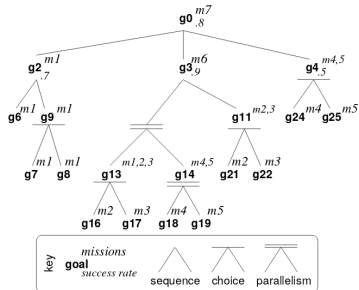 g0 m7
.8
g2 m1
.7
g3 m6
.9
g4 m4,5
.5
g6 m1
g9 m1
g11 m2,3
g24 m4
g25 m5
g7 m1
g8 m1
g13 m1,2,3
g14 m4,5
g21 m2
g22 m3
g16 m2
g17 m3
g18 m4
g19 m5
key
missions
goal
success rate
sequence choice parallelism